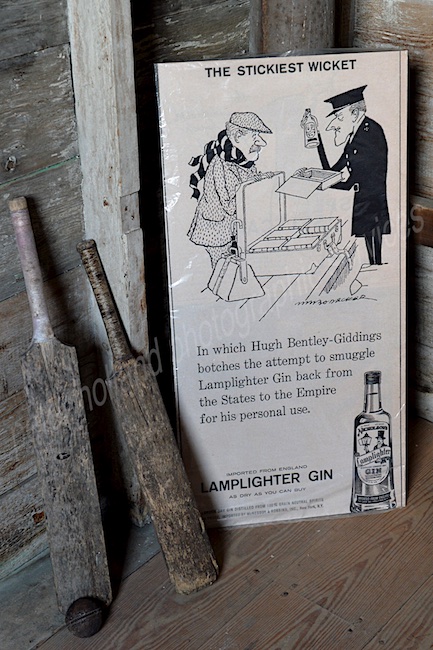 THE STICKIEST WICKET
In which Hugh Bentley-Giddings
botches the attempt to smuggle
Lamplighter Gin back from
the States to the Empire
for his personal use.
IMPORTED FROM ENGLAND
LAMPLIGHTER GIN
AS DRY AS YOU CAN BUY
Lamplighter
GIN